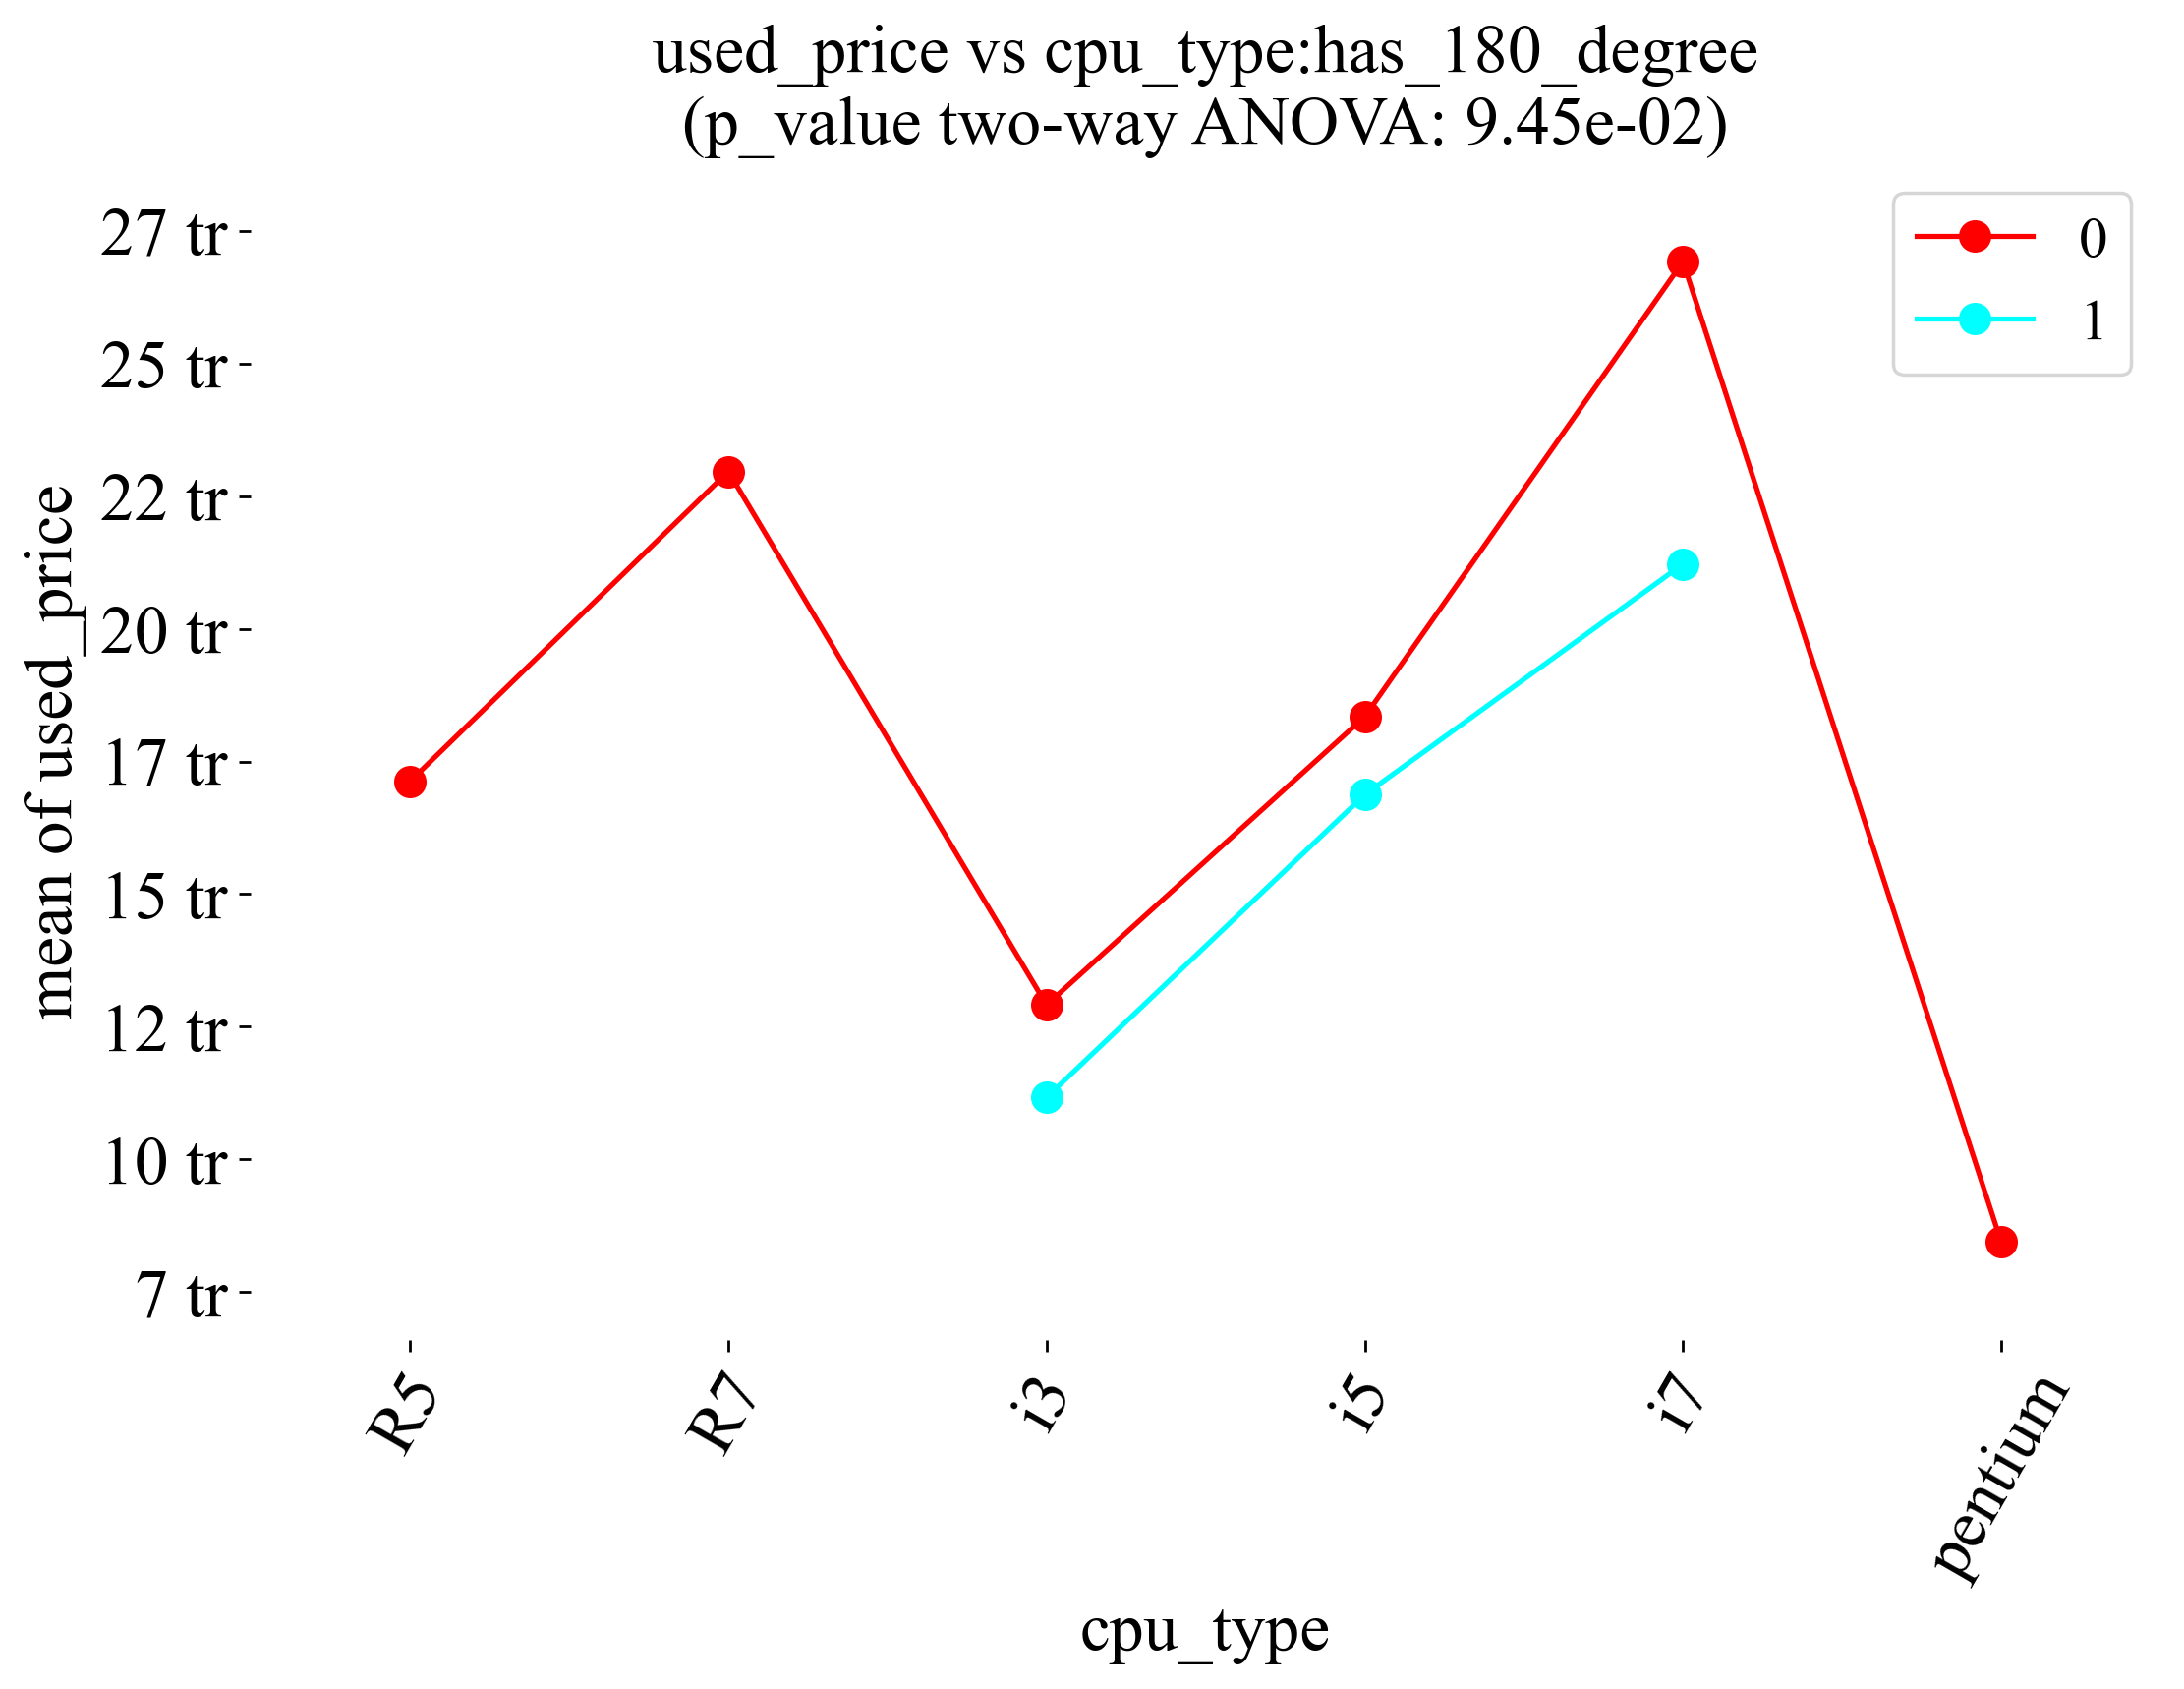 used_price vs cpu_type:has_180_degree
(p_value two-way ANOVA: 9.45e-02)
0
1
mean of used_price
27 tr
25 tr
22 tr
20 tr
17 tr
15 tr
12 tr
10 tr
7 tr
R5
R7
i3
i5
i7
pentium
cpu_type